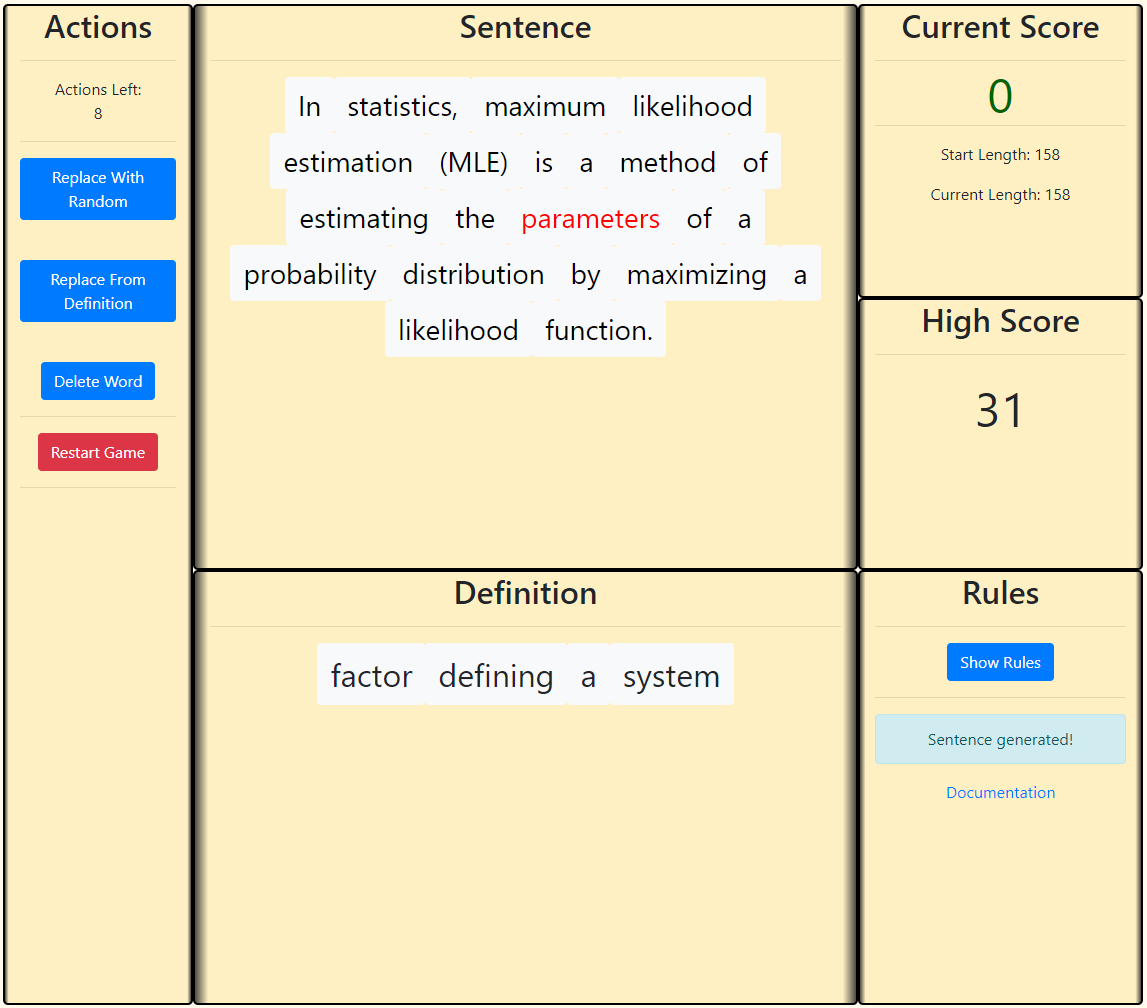 Actions
Actions Left:
8
Replace With
Random
Replace From
Definition
Delete Word
Restart Game
Sentence
In statistics, maximum likelihood
estimation (MLE) is a method of
estimating the parameters of a
probability distribution by maximizing a
likelihood function.
Definition
factor defining a system
Current Score
0
Start Length: 158
Current Length: 158
High Score
31
Rules
Show Rules
Sentence generated!
Documentation